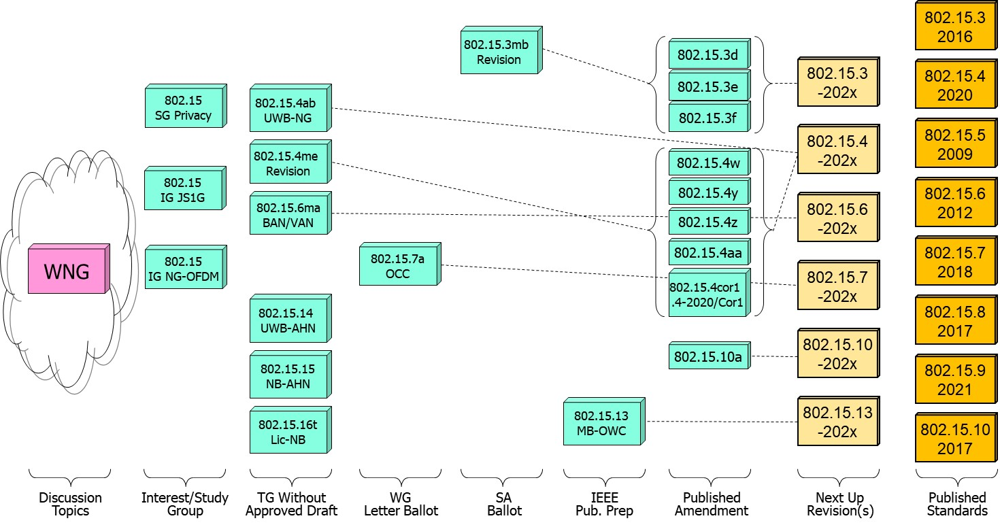 WNG
802.15
SG Privacy
802.15
IG JS1G
802.15
IG NG-OFDM
802.15.4ab
UWB-NG
802.15.4me
Revision
802.15.6ma
BAN/VAN
802.15.14
UWB-AHN
802.15.15
NB-AHN
802.15.16t
Lic-NB
802.15.7a
OCC
802.15.3mb
Revision
802.15.13
MB-OWC
802.15.3d
802.15.3e
802.15.3f
802.15.4w
802.15.4y
802.15.4z
802.15.4aa
802.15.4cor1
.4-2020/Cor1
802.15.10a
802.15.3
-202x
802.15.4
-202x
802.15.6
-202x
802.15.7
-202x
802.15.10
-202x
802.15.13
-202x
802.15.3
2016
802.15.4
2020
802.15.5
2009
802.15.6
2012
802.15.7
2018
802.15.8
2017
802.15.9
2021
802.15.10
2017
Discussion
Topics
Interest/Study
Group
TG Without
Approved Draft
WG
Letter Ballot
SA
Ballot
IEEE
Pub. Prep
Published
Amendment
Next Up
Revision(s)
Published
Standards